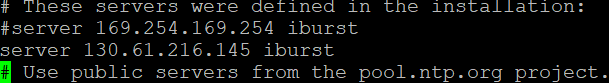 # These servers were defined in the installation:
#server 169.254.169.254 iburst
server 130.61.216.145 iburst
# Use public servers from the pool.ntp.org project.